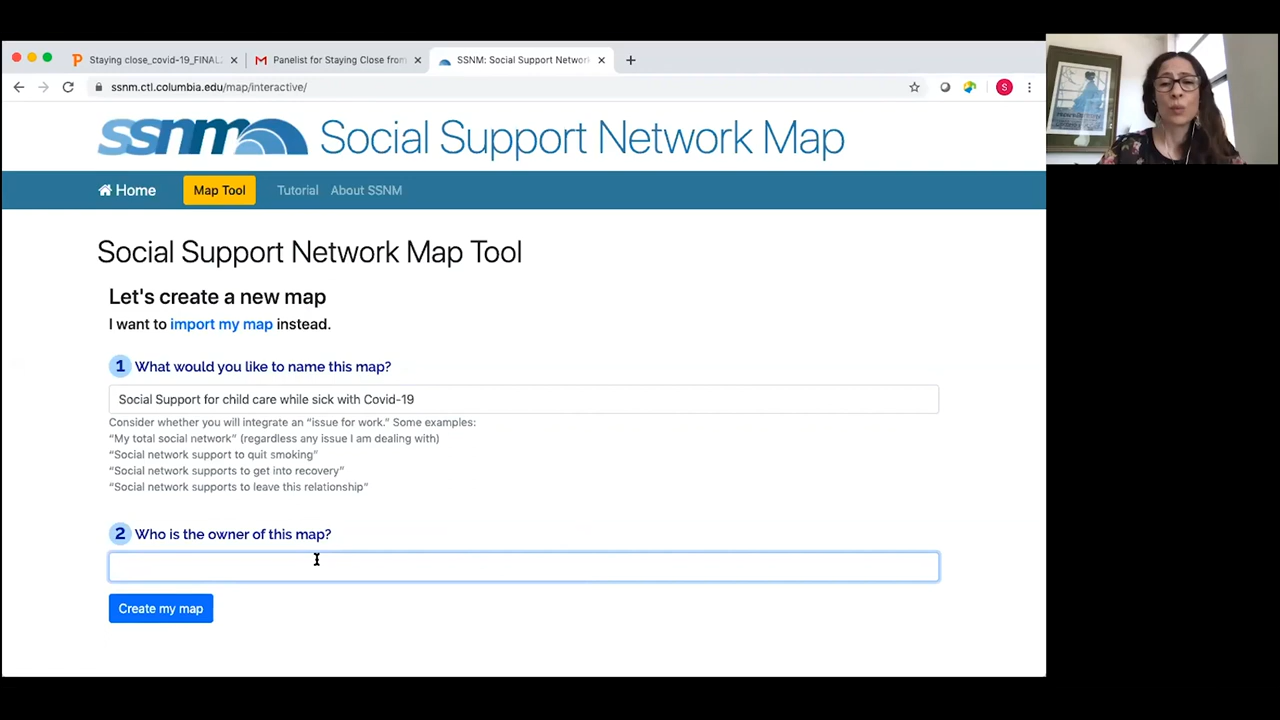 Staying close_covid-19_FINAL
Panelist for Staying Close from
SSNM: Social Support Networ
ssnm.ctl.columbia.edu/map/interactive/
S
ssnm Social Support Network Map
Home Map Tool Tutorial About SSNM
Social Support Network Map Tool
Let's create a new map
I want to import my map instead.
1 What would you like to name this map?
Social Support for child care while sick with Covid-19
Consider whether you will integrate an “issue for work.” Some examples:
“My total social network” (regardless any issue I am dealing with)
“Social network support to quit smoking”
“Social network supports to get into recovery”
“Social network supports to leave this relationship”
2 Who is the owner of this map?
Create my map